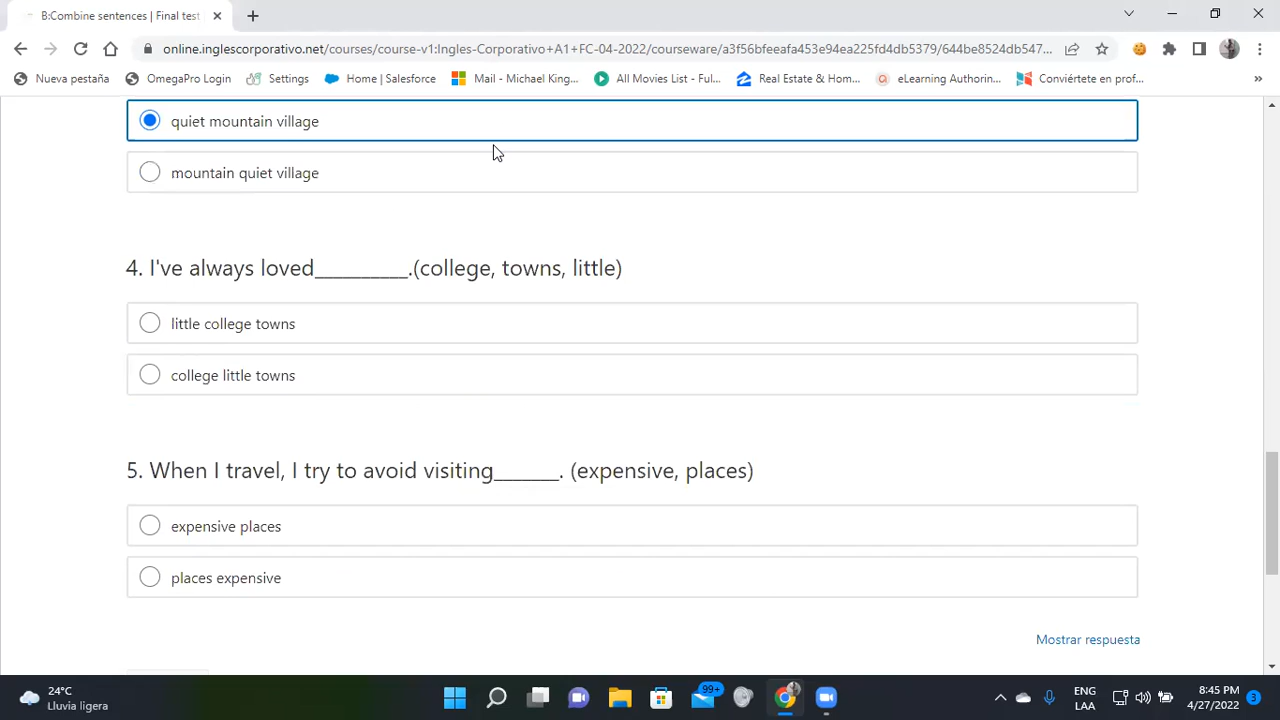 B:Combine sentences | Final test
online.inglescorporativo.net/courses/course-v1:Ingles-Corporativo+A1+FC-04-2022/courseware/a3f56bfeeafa453e94ea225fd4db5379/644be8524db547...
Nueva pestaña
OmegaPro Login
Settings
Home | Salesforce
Mail - Michael King...
All Movies List - Ful...
Real Estate & Hom...
eLearning Authorin...
Conviértete en prof...
»
quiet mountain village
mountain quiet village
4. I've always loved__________.(college, towns, little)
little college towns
college little towns
5. When I travel, I try to avoid visiting_______. (expensive, places)
expensive places
places expensive
Mostrar respuesta
24°C
Lluvia ligera
99+
ENG
LAA
8:45 PM
4/27/2022
3